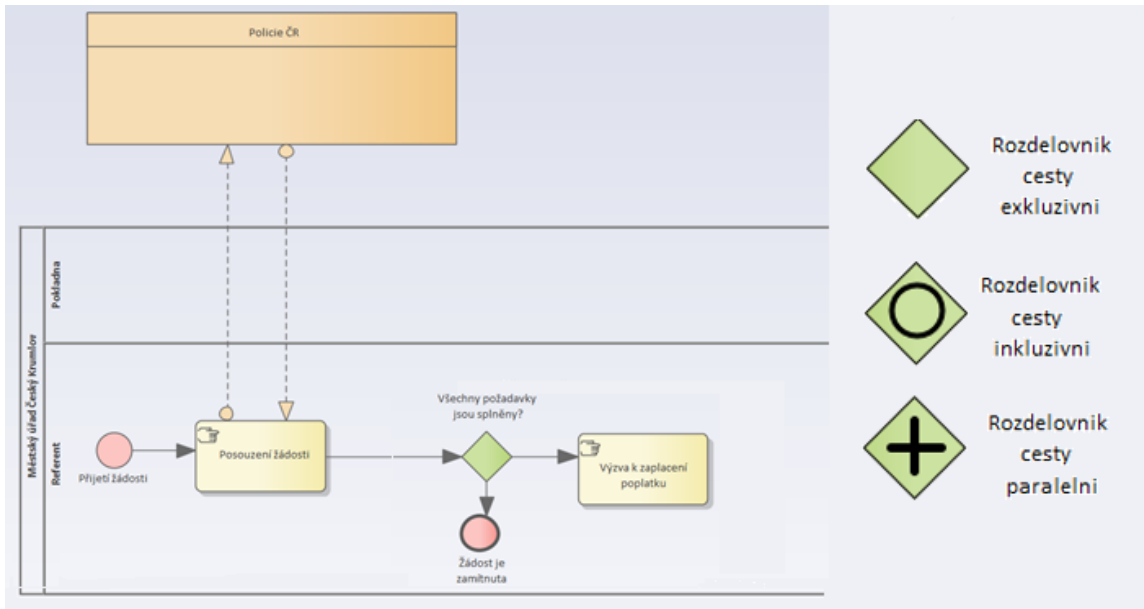 Policie ČR
Pokladna
Městský úřad Český Krumlov
Referent
Přijetí žádosti
Posouzení žádosti
Všechny požadavky
jsou splněny?
Výzva k zaplacení
poplatku
Žádost je
zamítnuta
Rozdelovnik
cesty
exkluzivni
Rozdelovnik
cesty
inkluzivni
Rozdelovnik
cesty
paralelni